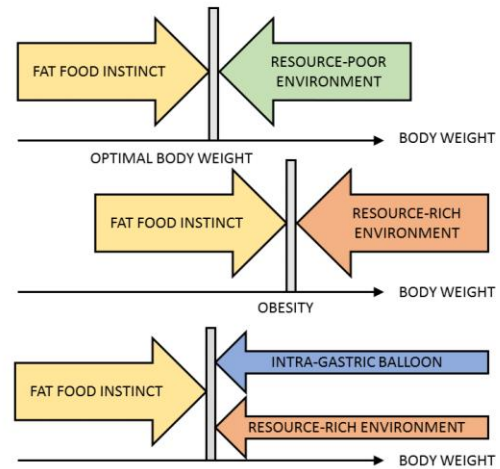 FAT FOOD INSTINCT
RESOURCE-POOR
ENVIRONMENT
BODY WEIGHT
OPTIMAL BODY WEIGHT
FAT FOOD INSTINCT
RESOURCE-RICH
ENVIRONMENT
BODY WEIGHT
OBESITY
INTRA-GASTRIC BALLOON
FAT FOOD INSTINCT
RESOURCE-RICH ENVIRONMENT
BODY WEIGHT